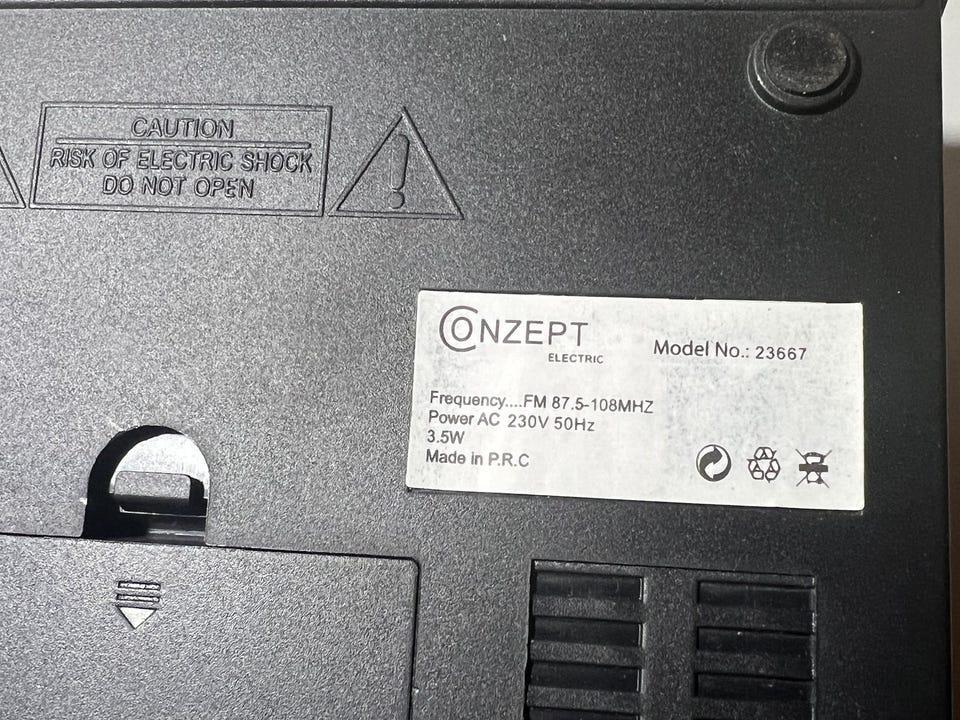 CAUTION
RISK OF ELECTRIC SHOCK
DO NOT OPEN
CONZEPT
ELECTRIC
Model No.: 23667
Frequency....FM 87.5-108MHZ
Power AC 230V 50Hz
3.5W
Made in P.R.C